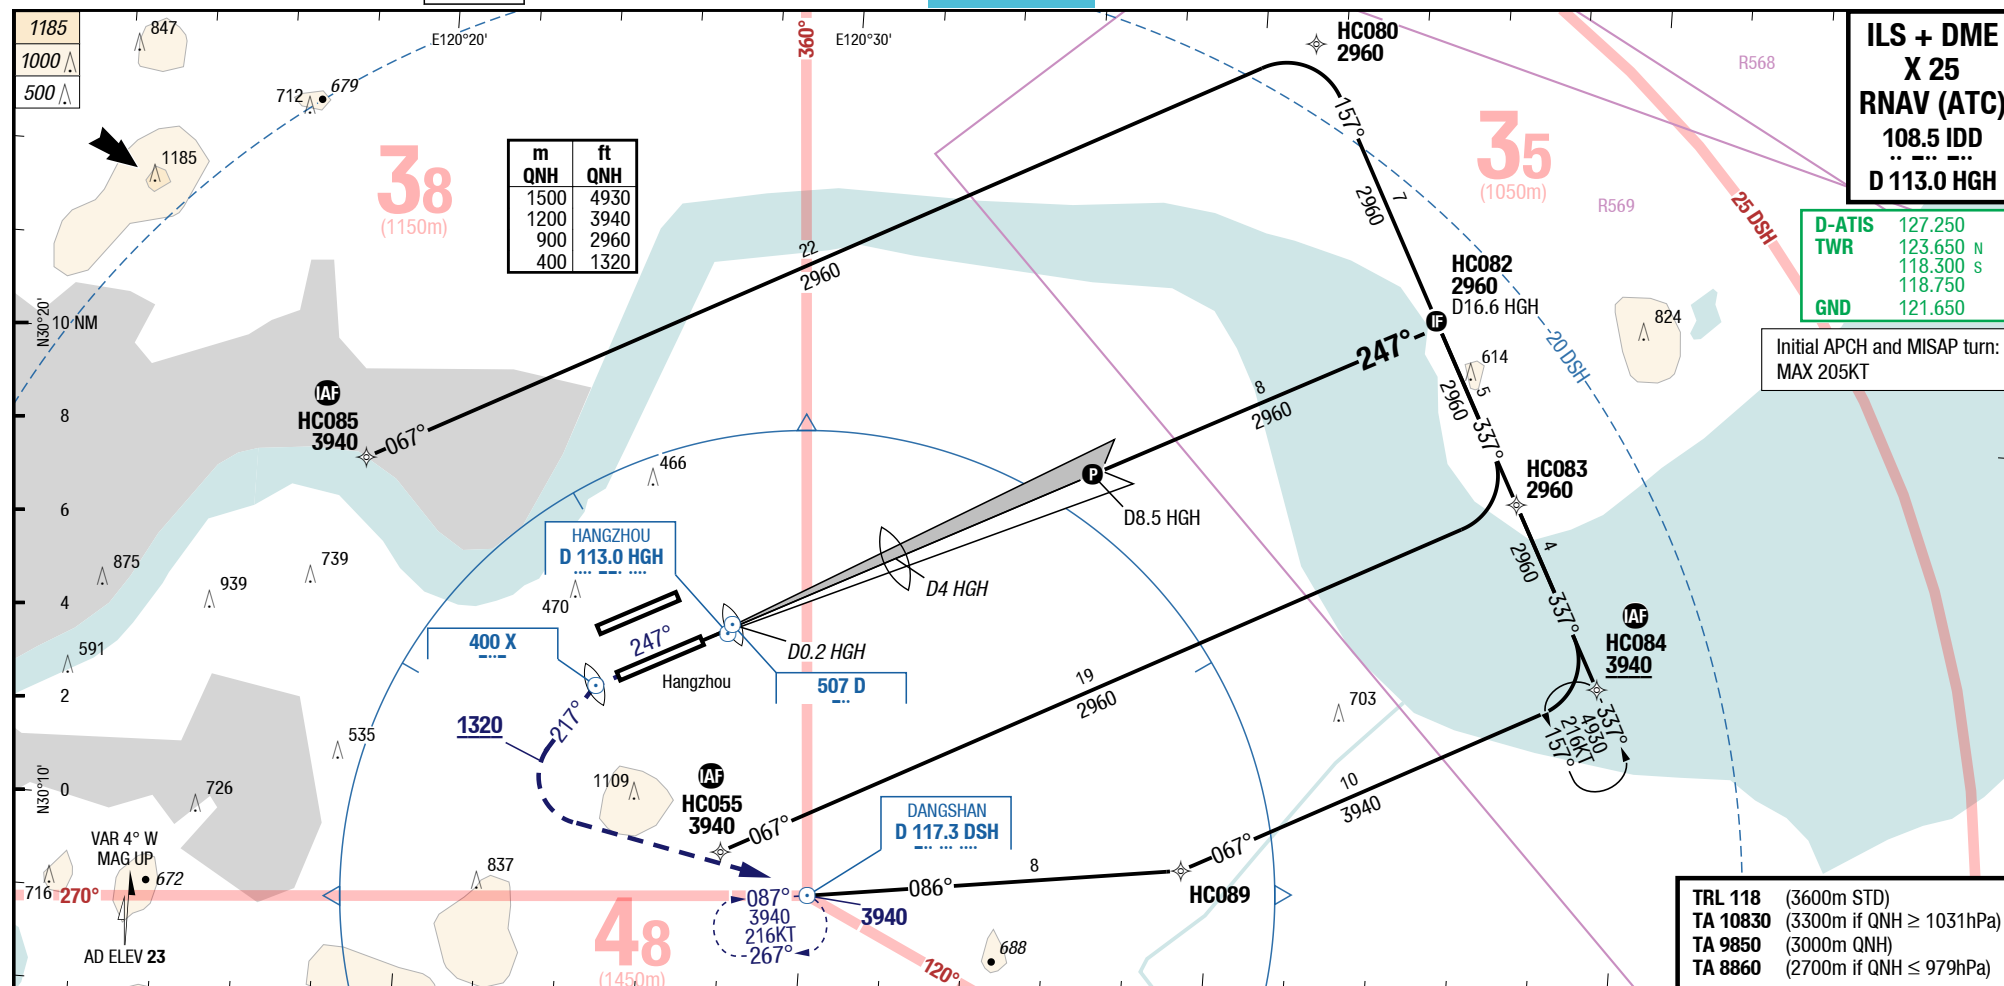 1185
1000
500
847
E120°20'
360°
E120°30'
HC080
2960
R568
ILS + DME
X 25
RNAV (ATC)
108.5 IDD
D 113.0 HGH
712
679
1185
38
(1150m)
m ft
QNH QNH
1500 4930
1200 3940
900 2960
400 1320
157°
7
2960
35
(1050m)
R569
25 DSH
D-ATIS 127.250
TWR 123.650 N
118.300 S
118.750
GND 121.650
22
2960
HC082
2960
D16.6 HGH
IF
824
N30°20'
10 NM
247°
20 DSH
614
Initial APCH and MISAP turn:
MAX 205KT
8
2960
5
2960
337°
IAF
HC085
3940
067°
8
466
P
D8.5 HGH
HC083
2960
6
HANGZHOU
D 113.0 HGH
875
739
939
470
D4 HGH
4
2960
337°
4
IAF
HC084
3940
400 X
247°
D0.2 HGH
591
Hangzhou
507 D
19
2960
703
337°
4930
216KT
157°
2
1320
217°
535
1109
IAF
HC055
3940
067°
726
N30°10'
0
10
3940
DANGSHAN
D 117.3 DSH
067°
VAR 4° W
MAG UP
672
837
716
270°
087°
3940
216KT
267°
086°
8
3940
HC089
AD ELEV 23
48
(1450m)
120°
688
TRL 118 (3600m STD)
TA 10830 (3300m if QNH ≥ 1031hPa)
TA 9850 (3000m QNH)
TA 8860 (2700m if QNH ≤ 979hPa)